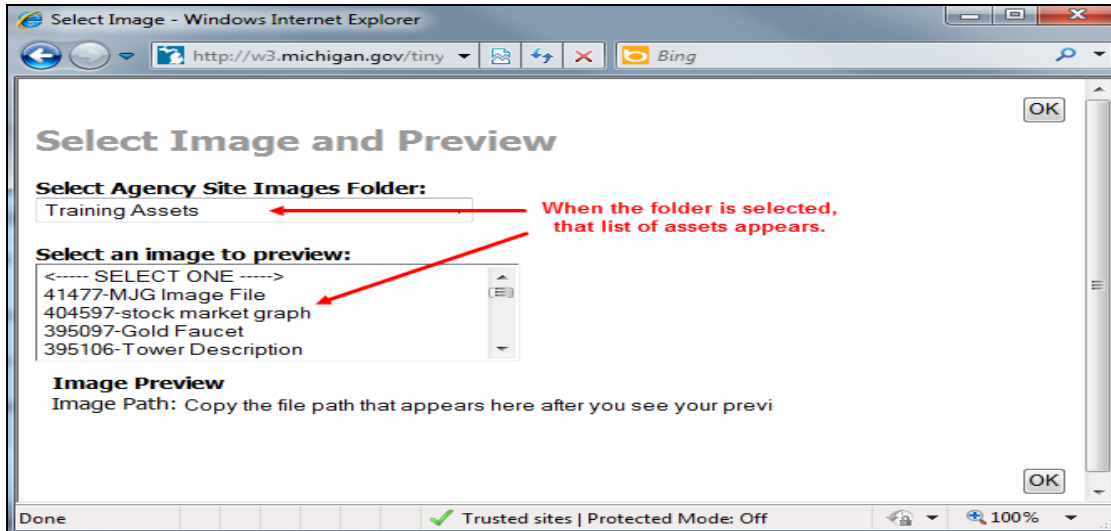 Select Image - Windows Internet Explorer
http://w3.michigan.gov/tiny
Bing
OK
Select Image and Preview
Select Agency Site Images Folder:
Training Assets
When the folder is selected,
that list of assets appears.
Select an image to preview:
<----- SELECT ONE ----->
41477-MJG Image File
404597-stock market graph
395097-Gold Faucet
395106-Tower Description
Image Preview
Image Path: Copy the file path that appears here after you see your previ
OK
Done
Trusted sites | Protected Mode: Off
100%